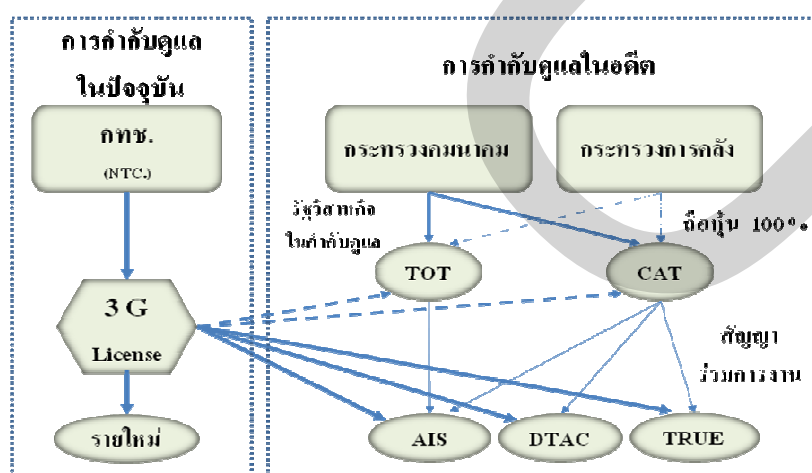 การกำกับดูแล
ในปัจจุบัน
กทช.
(NTC.)
3 G
License
รายใหม่
การกำกับดูแลในอดีต
กระทรวงคมนาคม
กระทรวงการคลัง
รัฐวิสาหกิจ
ในกำกับดูแล
ถือหุ้น 100%
TOT
CAT
สัญญา
ร่วมการงาน
AIS
DTAC
TRUE